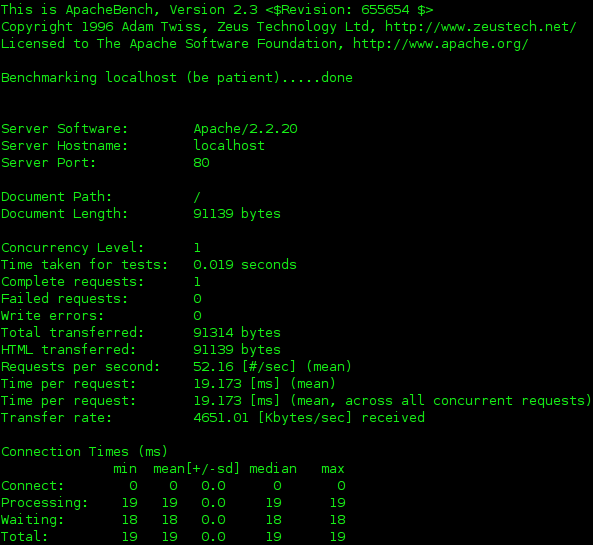 This is ApacheBench, Version 2.3 <$Revision: 655654 $>
Copyright 1996 Adam Twiss, Zeus Technology Ltd, http://www.zeustech.net/
Licensed to The Apache Software Foundation, http://www.apache.org/

Benchmarking localhost (be patient).....done


Server Software:        Apache/2.2.20
Server Hostname:        localhost
Server Port:            80

Document Path:          /
Document Length:        91139 bytes

Concurrency Level:      1
Time taken for tests:   0.019 seconds
Complete requests:      1
Failed requests:        0
Write errors:           0
Total transferred:      91314 bytes
HTML transferred:       91139 bytes
Requests per second:    52.16 [#/sec] (mean)
Time per request:       19.173 [ms] (mean)
Time per request:       19.173 [ms] (mean, across all concurrent requests)
Transfer rate:          4651.01 [Kbytes/sec] received

Connection Times (ms)
              min  mean[+/-sd] median   max
Connect:        0    0   0.0      0       0
Processing:    19   19   0.0     19      19
Waiting:       18   18   0.0     18      18
Total:         19   19   0.0     19      19